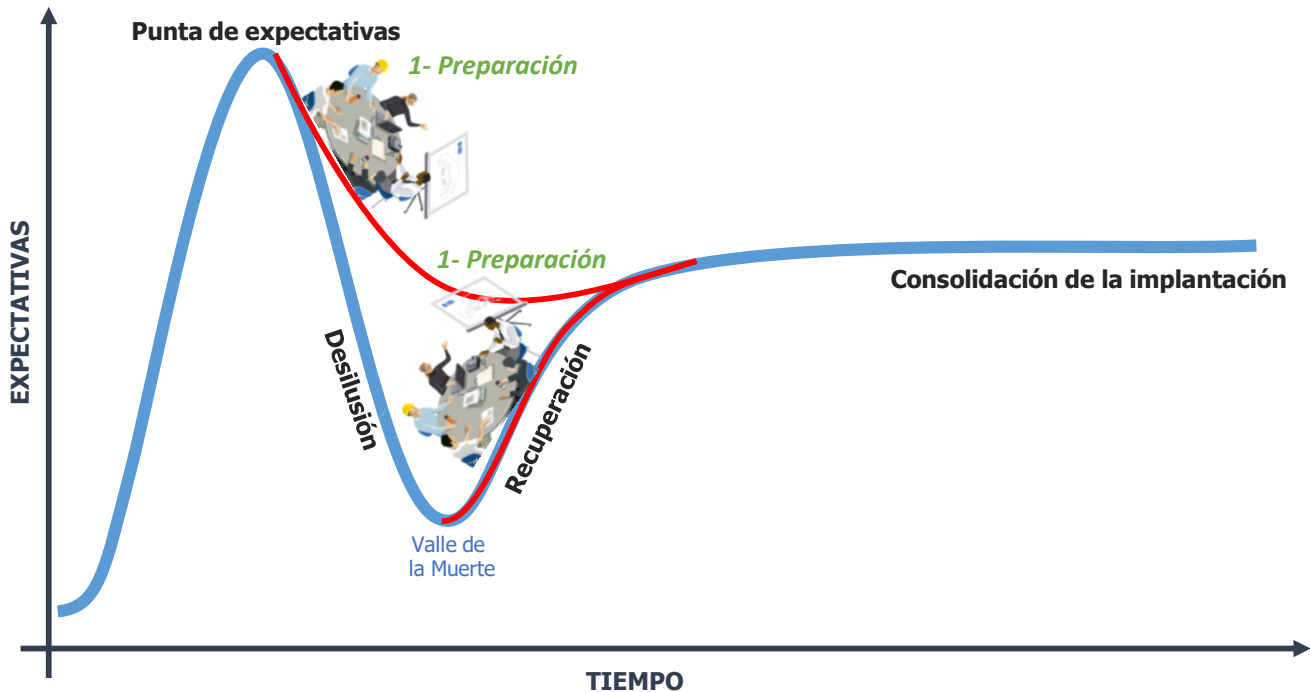 Punta de expectativas
1- Preparación
1- Preparación
EXPECTATIVAS
Consolidación de la implantación
Desilusión
Recuperación
Valle de
la Muerte
TIEMPO